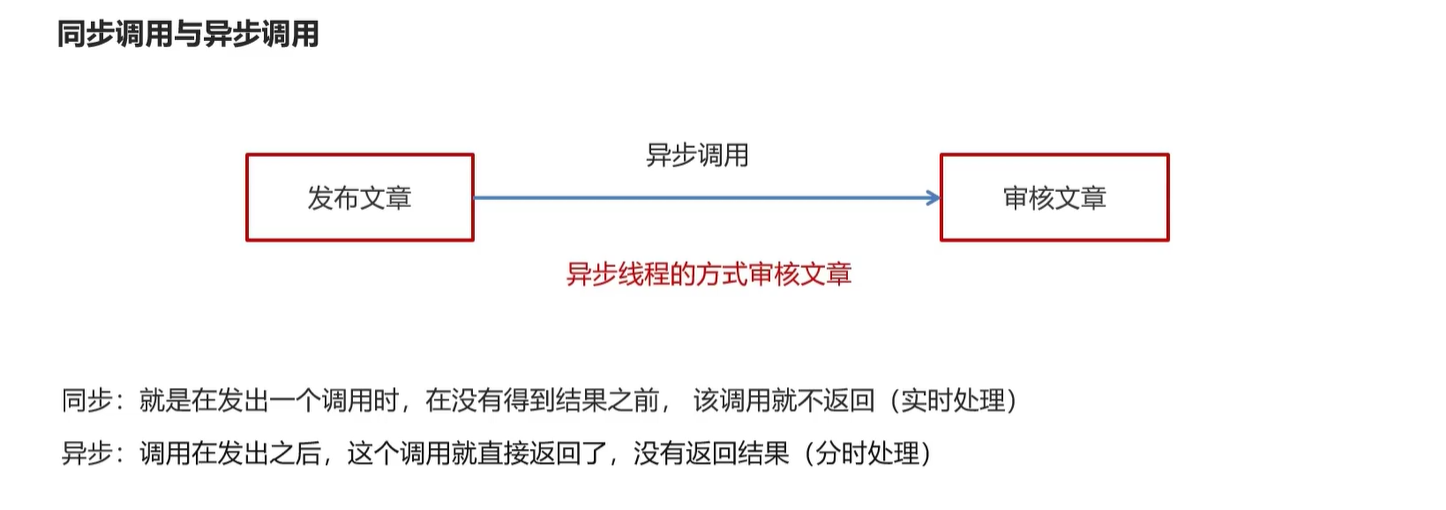 同步调用与异步调用
异步调用
发布文章
审核文章
异步线程的方式审核文章
同步：就是在发出一个调用时，在没有得到结果之前， 该调用就不返回（实时处理）
异步：调用在发出之后，这个调用就直接返回了，没有返回结果（分时处理）